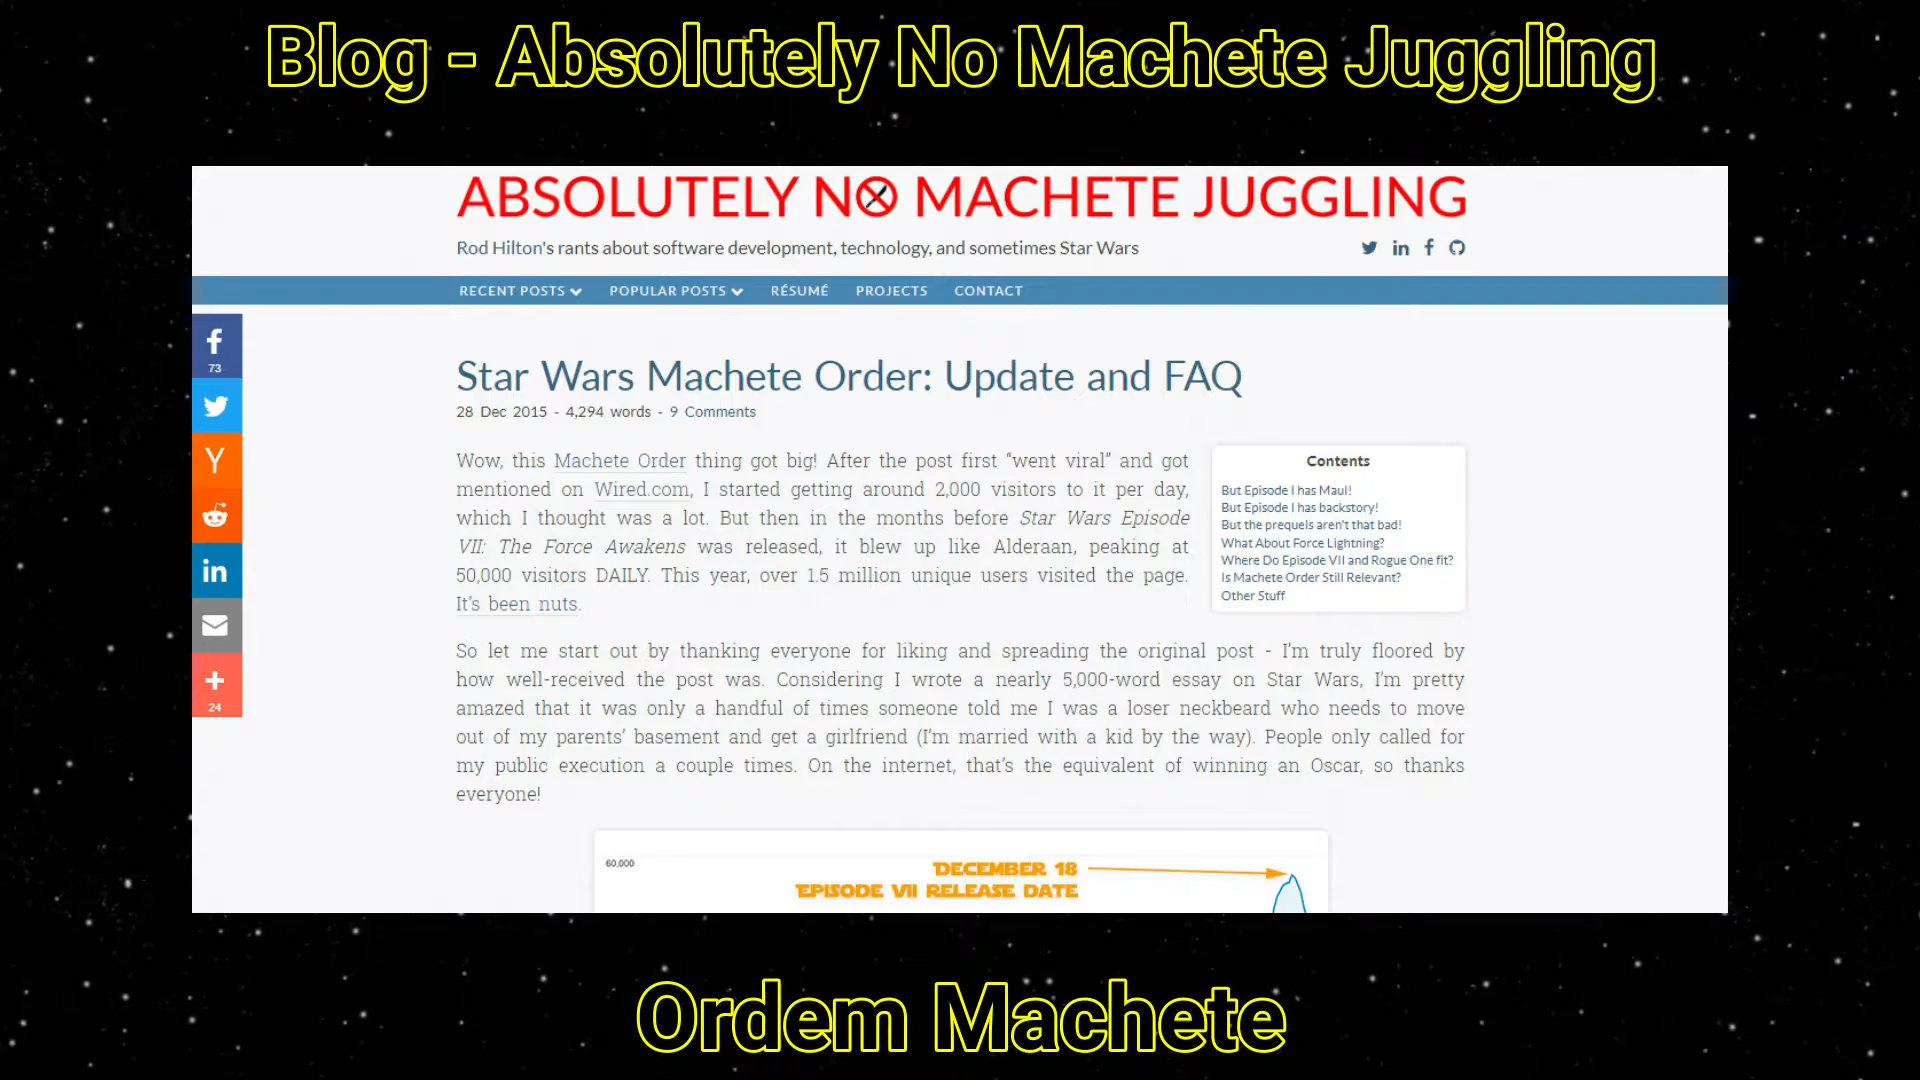 Blog - Absolutely No Machete Juggling
ABSOLUTELY NO MACHETE JUGGLING
Rod Hilton's rants about software development, technology, and sometimes Star Wars
RECENT POSTS POPULAR POSTS RÉSUMÉ PROJECTS CONTACT
73
24
Star Wars Machete Order: Update and FAQ
28 Dec 2015 - 4,294 words - 9 Comments
Wow, this Machete Order thing got big! After the post first “went viral” and got
mentioned on Wired.com, I started getting around 2,000 visitors to it per day,
which I thought was a lot. But then in the months before Star Wars Episode
VII: The Force Awakens was released, it blew up like Alderaan, peaking at
50,000 visitors DAILY. This year, over 1.5 million unique users visited the page.
It’s been nuts.
Contents
But Episode I has Maul!
But Episode I has backstory!
But the prequels aren't that bad!
What About Force Lightning?
Where Do Episode VII and Rogue One fit?
Is Machete Order Still Relevant?
Other Stuff
So let me start out by thanking everyone for liking and spreading the original post - I’m truly floored by
how well-received the post was. Considering I wrote a nearly 5,000-word essay on Star Wars, I’m pretty
amazed that it was only a handful of times someone told me I was a loser neckbeard who needs to move
out of my parents’ basement and get a girlfriend (I’m married with a kid by the way). People only called for
my public execution a couple times. On the internet, that’s the equivalent of winning an Oscar, so thanks
everyone!
60,000
DECEMBER 18
EPISODE VII RELEASE DATE
Ordem Machete